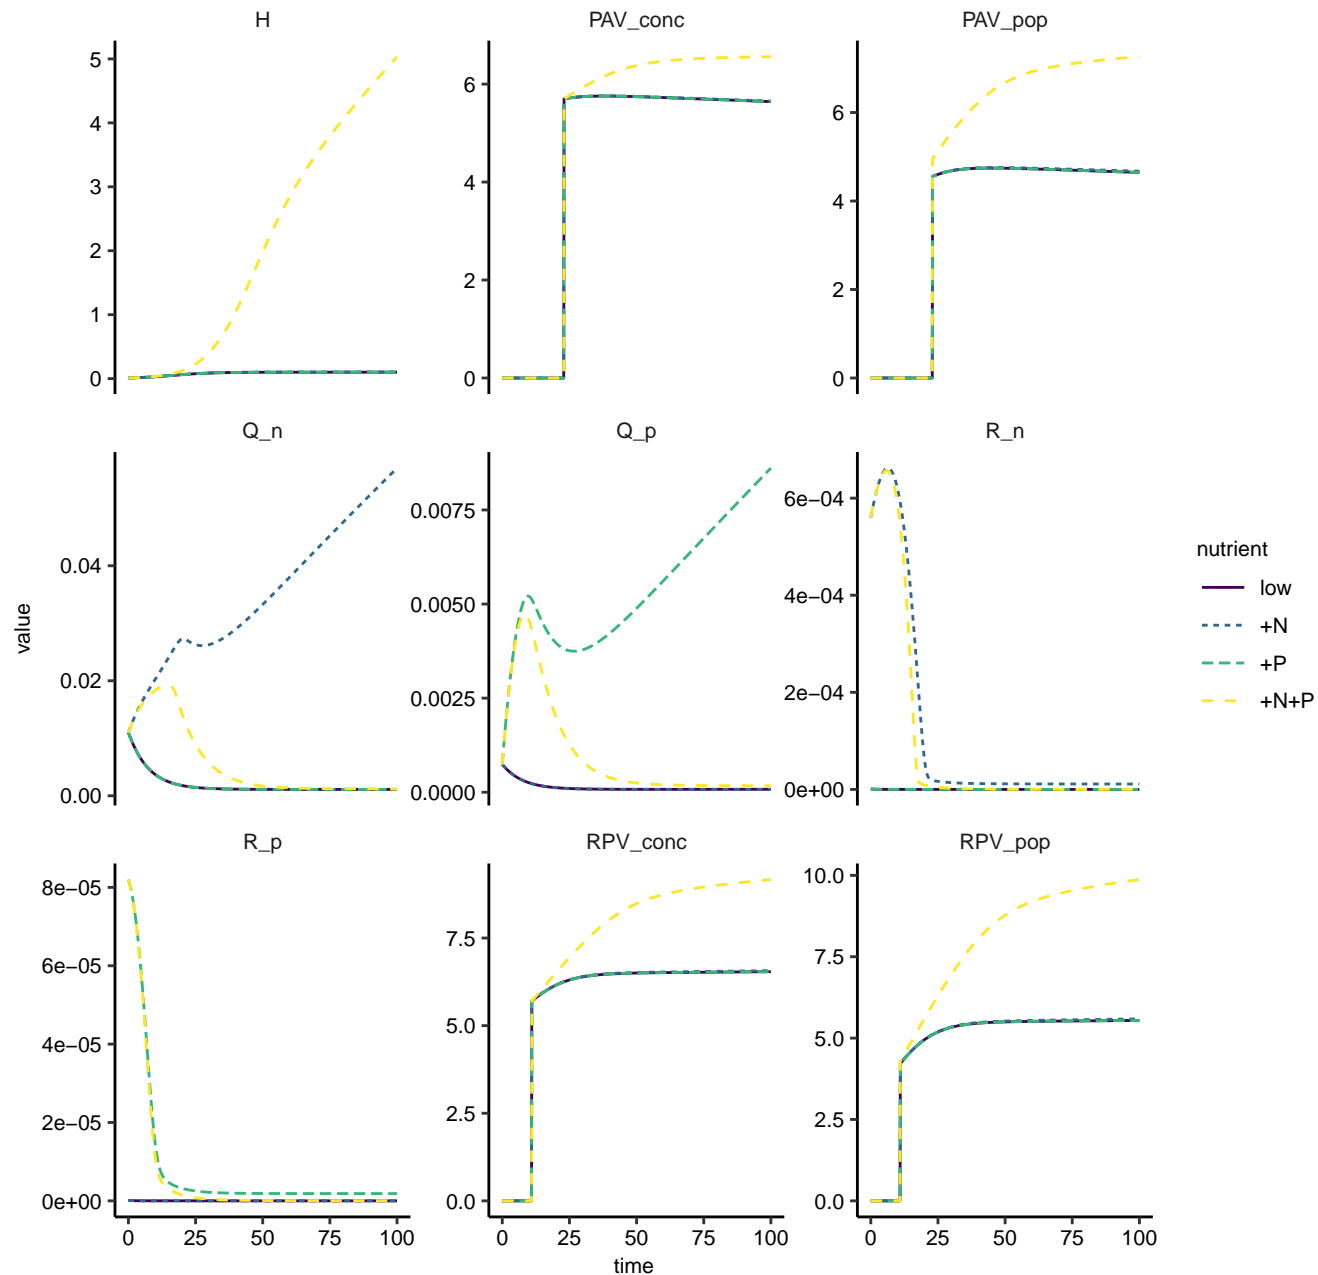 H
PAV_conc
PAV_pop
5
4
3
2
1
0
6
4
2
0
6
4
2
0
Q_n
Q_p
R_n
0.04
0.02
0.00
0.0075
0.0050
0.0025
0.0000
6e−04
4e−04
2e−04
0e+00
nutrient
low
+N
+P
+N+P
value
R_p
RPV_conc
RPV_pop
8e−05
6e−05
4e−05
2e−05
0e+00
7.5
5.0
2.5
0.0
10.0
7.5
5.0
2.5
0.0
0 25 50 75 100
0 25 50 75 100
0 25 50 75 100
time